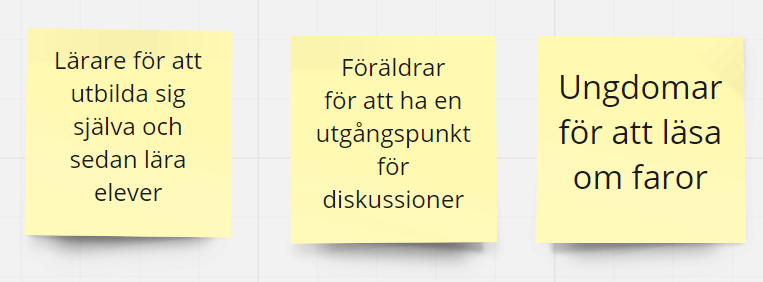 Lärare för att
utbilda sig
själva och
sedan lära
elever
Föräldrar
för att ha en
utgångspunkt
för
diskussioner
Ungdomar
för att läsa
om faror